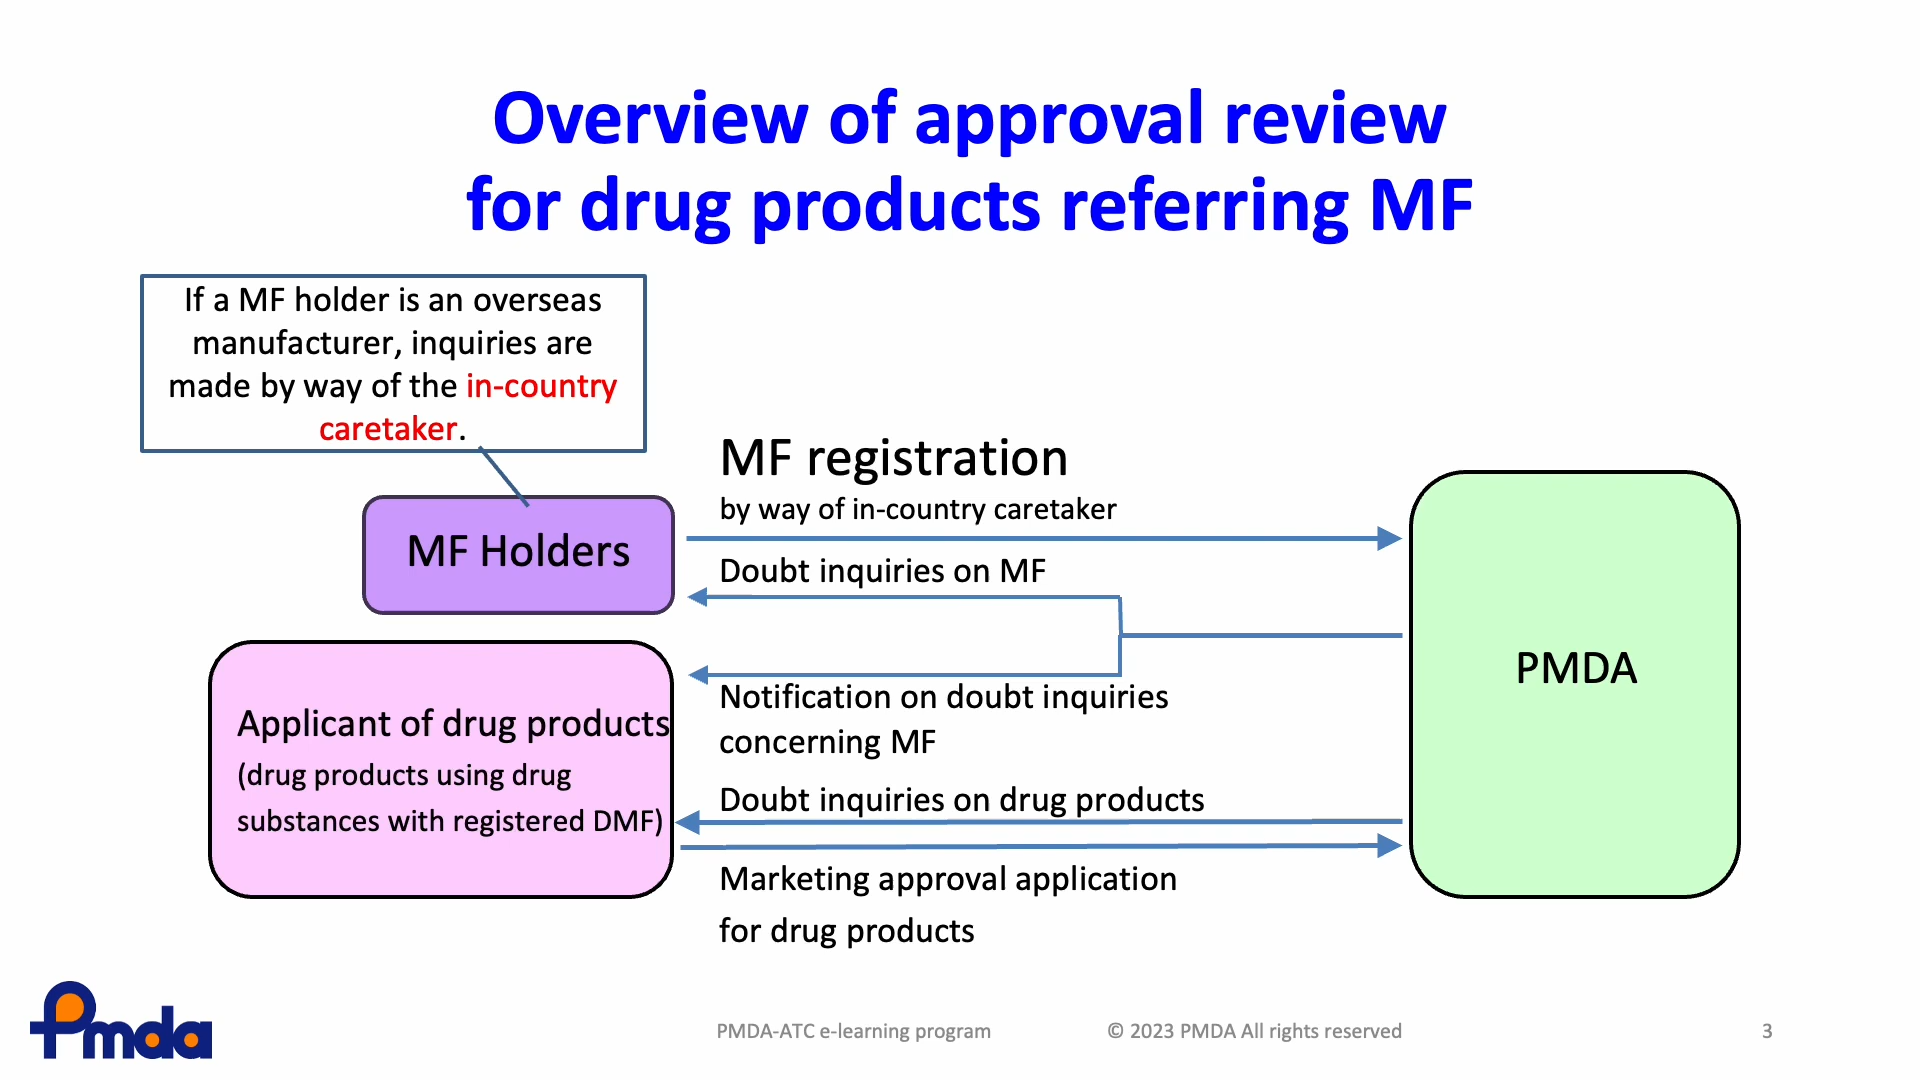 Overview of approval review
for drug products referring MF
If a MF holder is an overseas
manufacturer, inquiries are
made by way of the in-country
caretaker.
MF registration
by way of in-country caretaker
MF Holders
Doubt inquiries on MF
PMDA
Applicant of drug products
(drug products using drug
substances with registered DMF)
Notification on doubt inquiries
concerning MF
Doubt inquiries on drug products
Marketing approval application
for drug products
Pmda
PMDA-ATC e-learning program
© 2023 PMDA All rights reserved
3